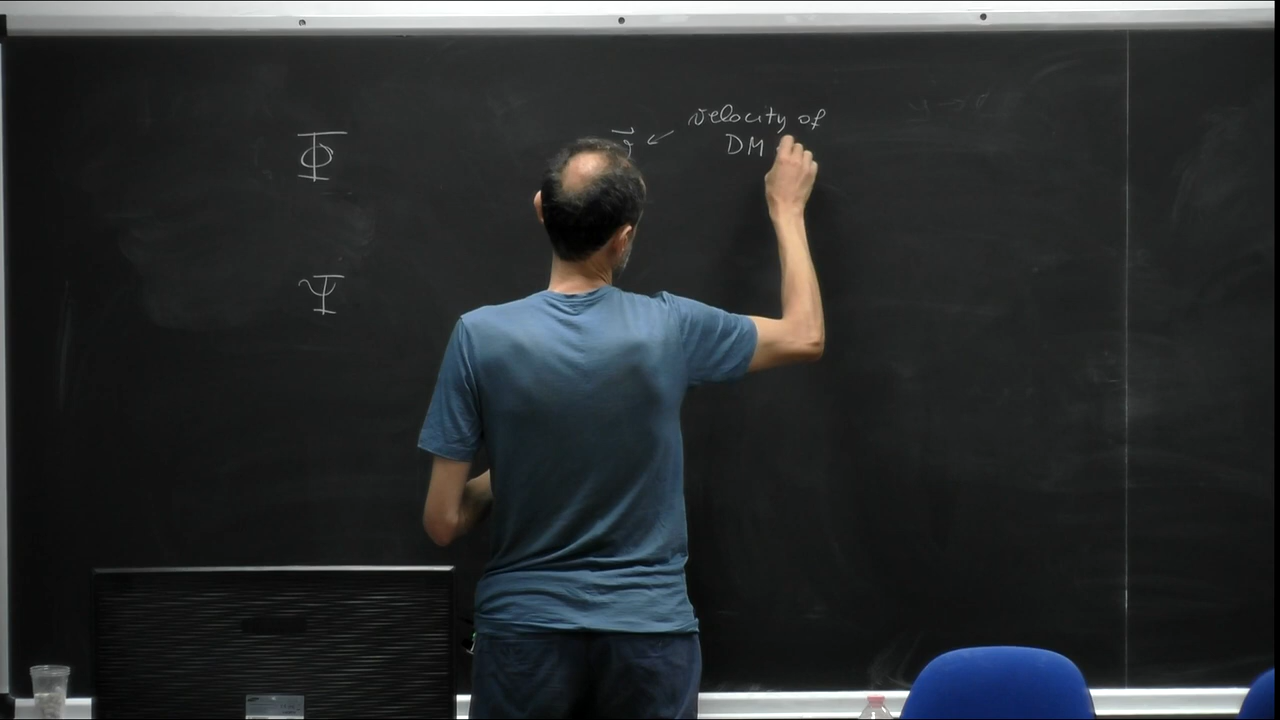 Φ
← velocity of
DM
Ψ